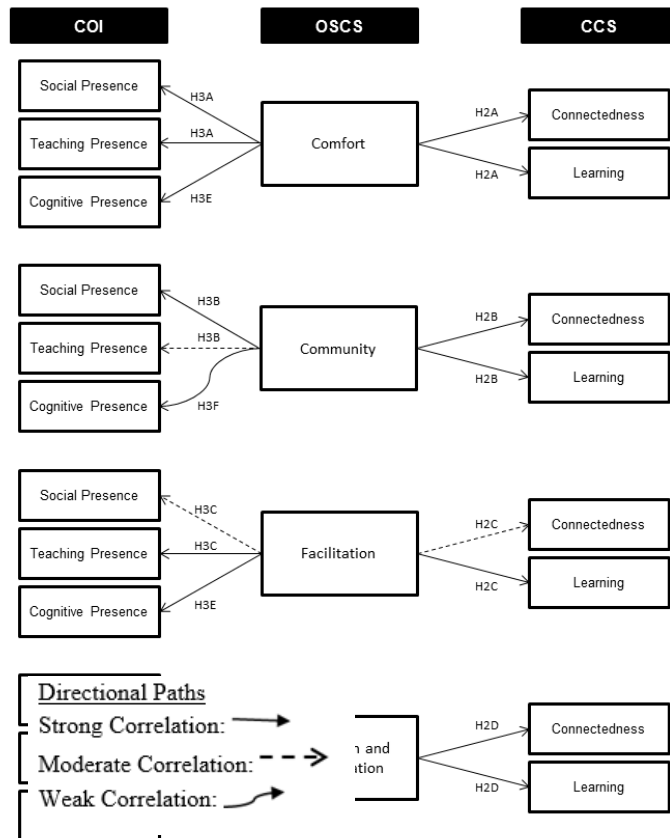 COI OSCS CCS
Social Presence
Teaching Presence
Cognitive Presence
H3A
H3A
H3E
Comfort
H2A
H2A
Connectedness
Learning
Social Presence
Teaching Presence
Cognitive Presence
H3B
H3B
H3F
Community
H2B
H2B
Connectedness
Learning
Social Presence
Teaching Presence
Cognitive Presence
H3C
H3C
H3E
Facilitation
H2C
H2C
Connectedness
Learning
Directional Paths
Strong Correlation:
Moderate Correlation:
Weak Correlation:
and
H2D
H2D
Connectedness
Learning